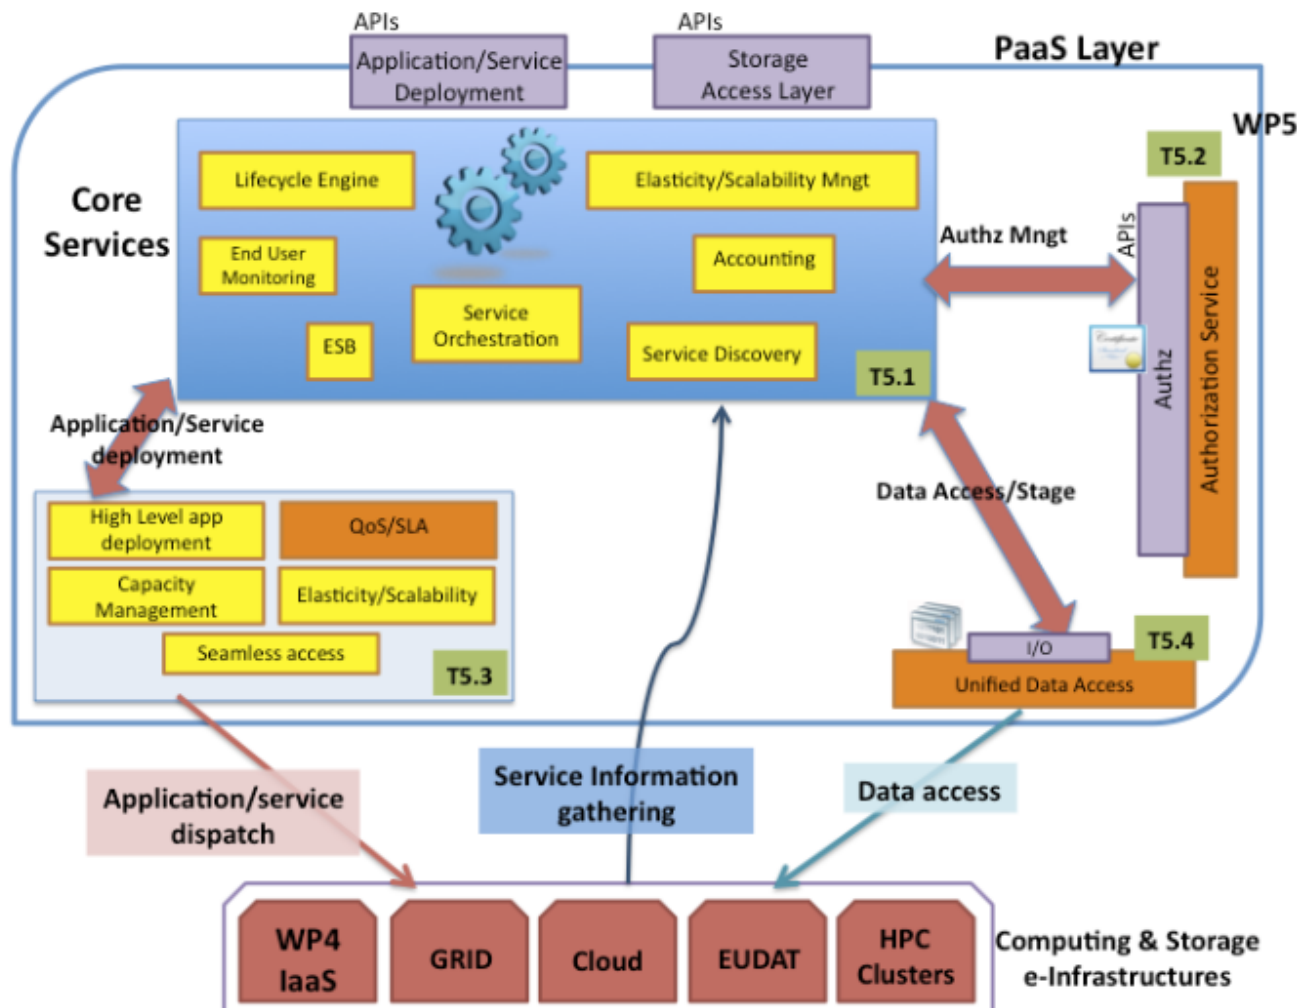 APIs
Application/Service
Deployment
APIs
Storage
Access Layer
PaaS Layer
WP5
Core
Services
Lifecycle Engine
Elasticity/Scalability Mngt
End User
Monitoring
Accounting
Service
Orchestration
ESB
Service Discovery
T5.1
Authz Mngt
T5.2
APIs
Authz
Authorization Service
Certificate
Application/Service
deployment
Data Access/Stage
High Level app
deployment
QoS/SLA
Capacity
Management
Elasticity/Scalability
Seamless access
T5.3
I/O
T5.4
Unified Data Access
Application/service
dispatch
Service Information
gathering
Data access
WP4
IaaS
GRID
Cloud
EUDAT
HPC
Clusters
Computing & Storage
e-Infrastructures